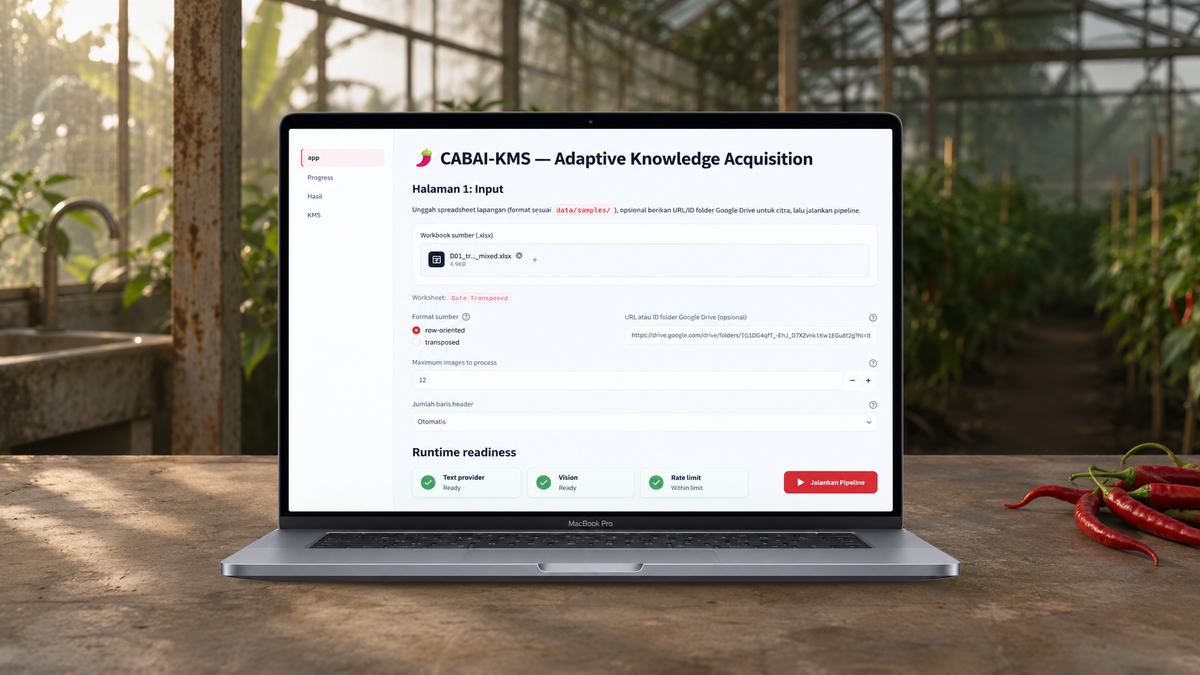 app
Progress
Hasil
KMS
CABAI-KMS — Adaptive Knowledge Acquisition
Halaman 1: Input
Unggah spreadsheet lapangan (format sesuai data/samples/ ), opsional berikan URL/ID folder Google Drive untuk citra, lalu jalankan pipeline.
Workbook sumber (.xlsx)
D01_tr..._mixed.xlsx
4.9KB
Worksheet: Data_Transposed
Format sumber
row-oriented
transposed
URL atau ID folder Google Drive (opsional)
Maximum images to process
12
Jumlah baris header
Otomatis
Runtime readiness
Text provider
Ready
Vision
Ready
Rate limit
Within limit
Jalankan Pipeline
MacBook Pro